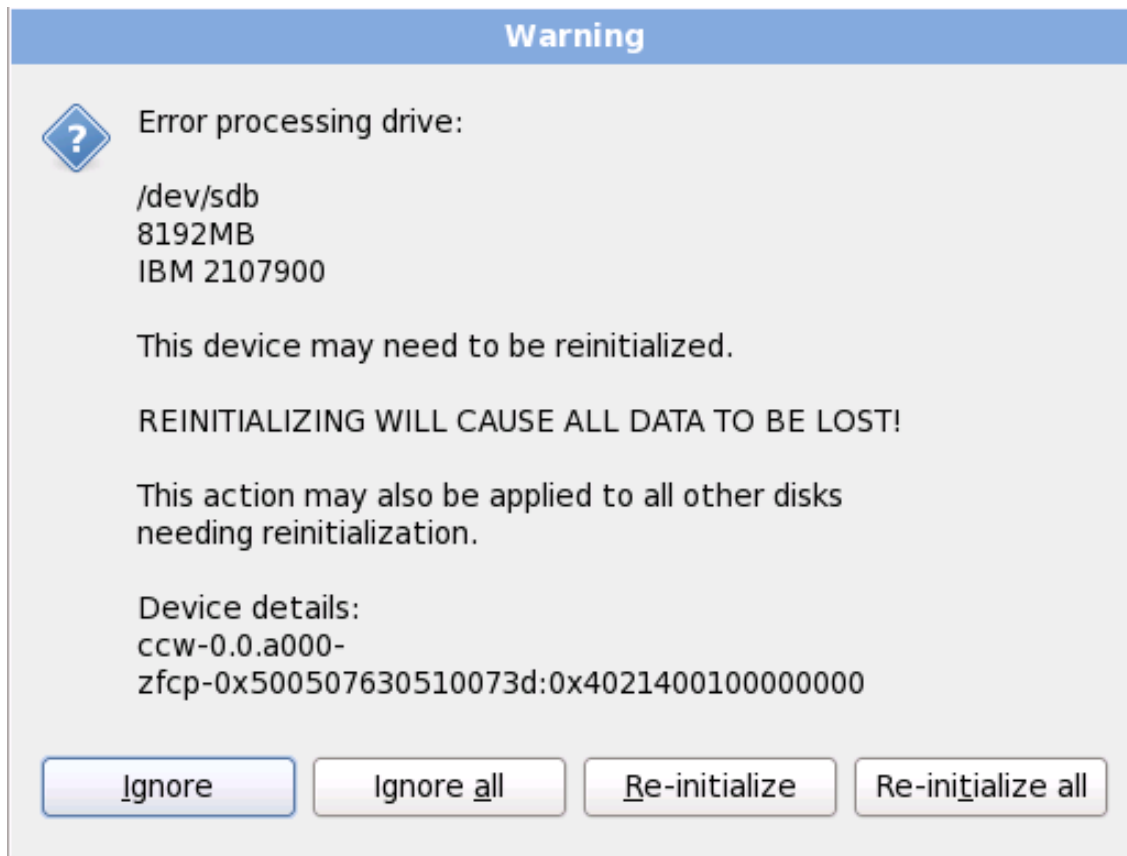 Warning
?
Error processing drive:
/dev/sdb
8192MB
IBM 2107900
This device may need to be reinitialized.
REINITIALIZING WILL CAUSE ALL DATA TO BE LOST!
This action may also be applied to all other disks
needing reinitialization.
Device details:
ccw-0.0.a000-
zfcp-0x500507630510073d:0x4021400100000000
Ignore
Ignore all
Re-initialize
Re-initialize all